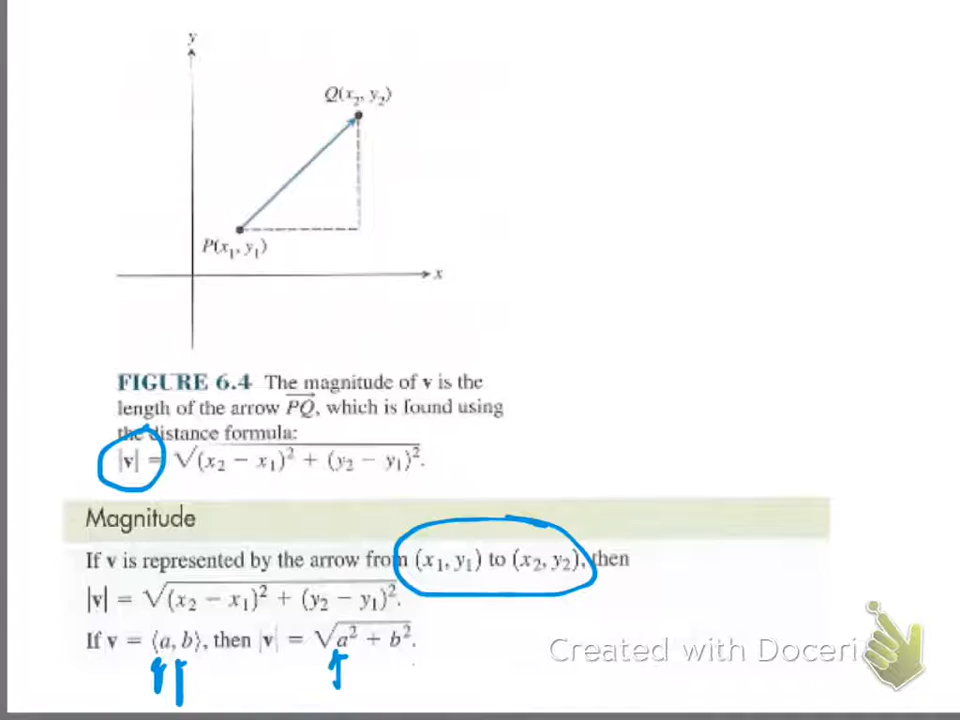 y
Q(x₂, y₂)
P(x₁, y₁)
x
FIGURE 6.4 The magnitude of v is the
length of the arrow PQ, which is found using
the distance formula:
|v| = √(x₂ − x₁)² + (y₂ − y₁)².
Magnitude
If v is represented by the arrow from (x₁, y₁) to (x₂, y₂), then
|v| = √(x₂ − x₁)² + (y₂ − y₁)².
If v = ⟨a, b⟩, then |v| = √a² + b².
Created with Doceri